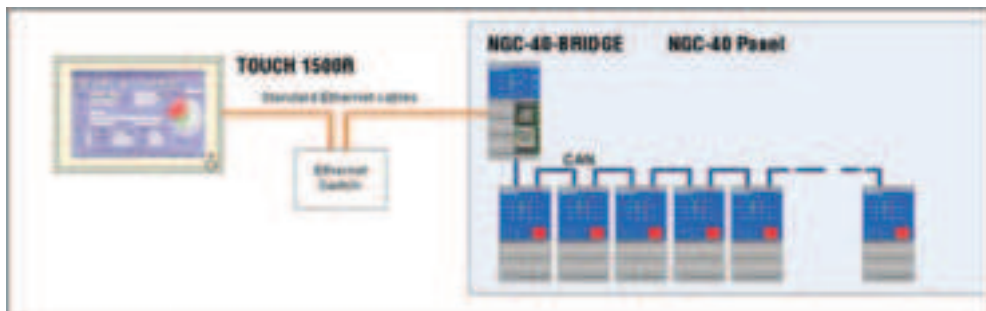 NGC-40-BRIDGE
NGC-40 Panel
TOUCH 1500R
Standard Ethernet cables
Ethernet
Switch
CAN